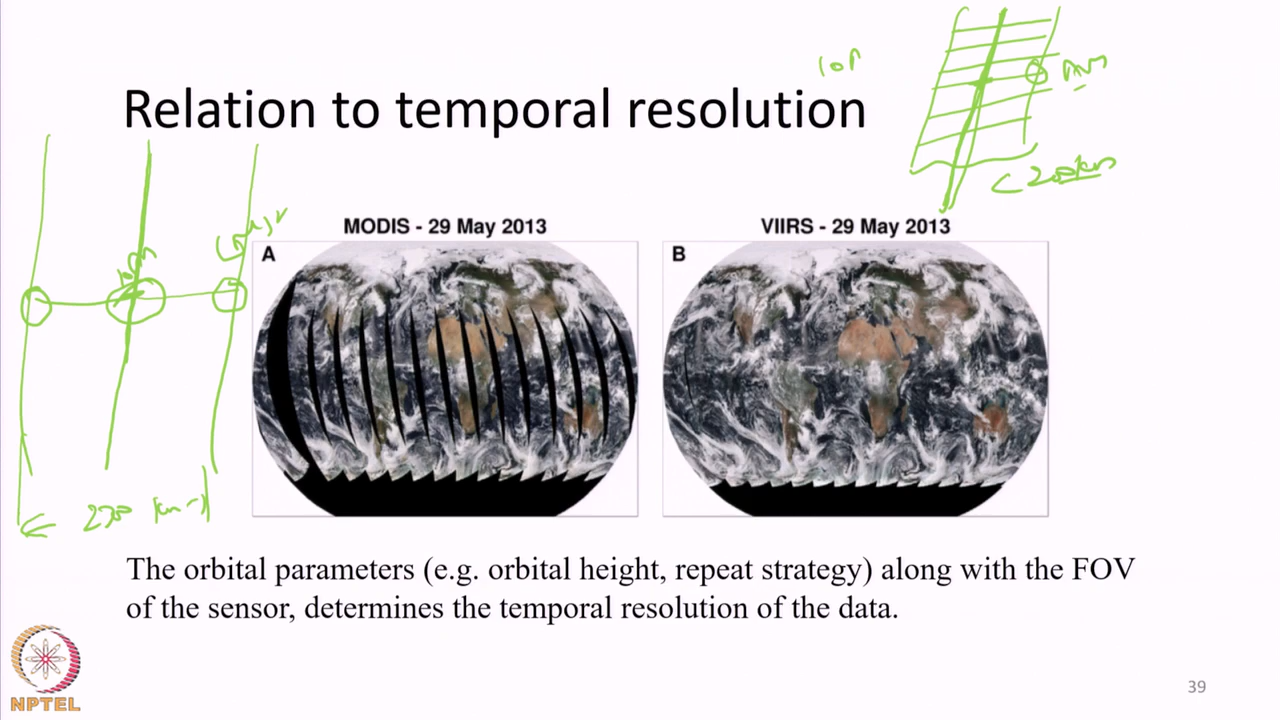 Relation to temporal resolution
MODIS - 29 May 2013
VIIRS - 29 May 2013
A
B
The orbital parameters (e.g. orbital height, repeat strategy) along with the FOV
of the sensor, determines the temporal resolution of the data.
NPTEL
39